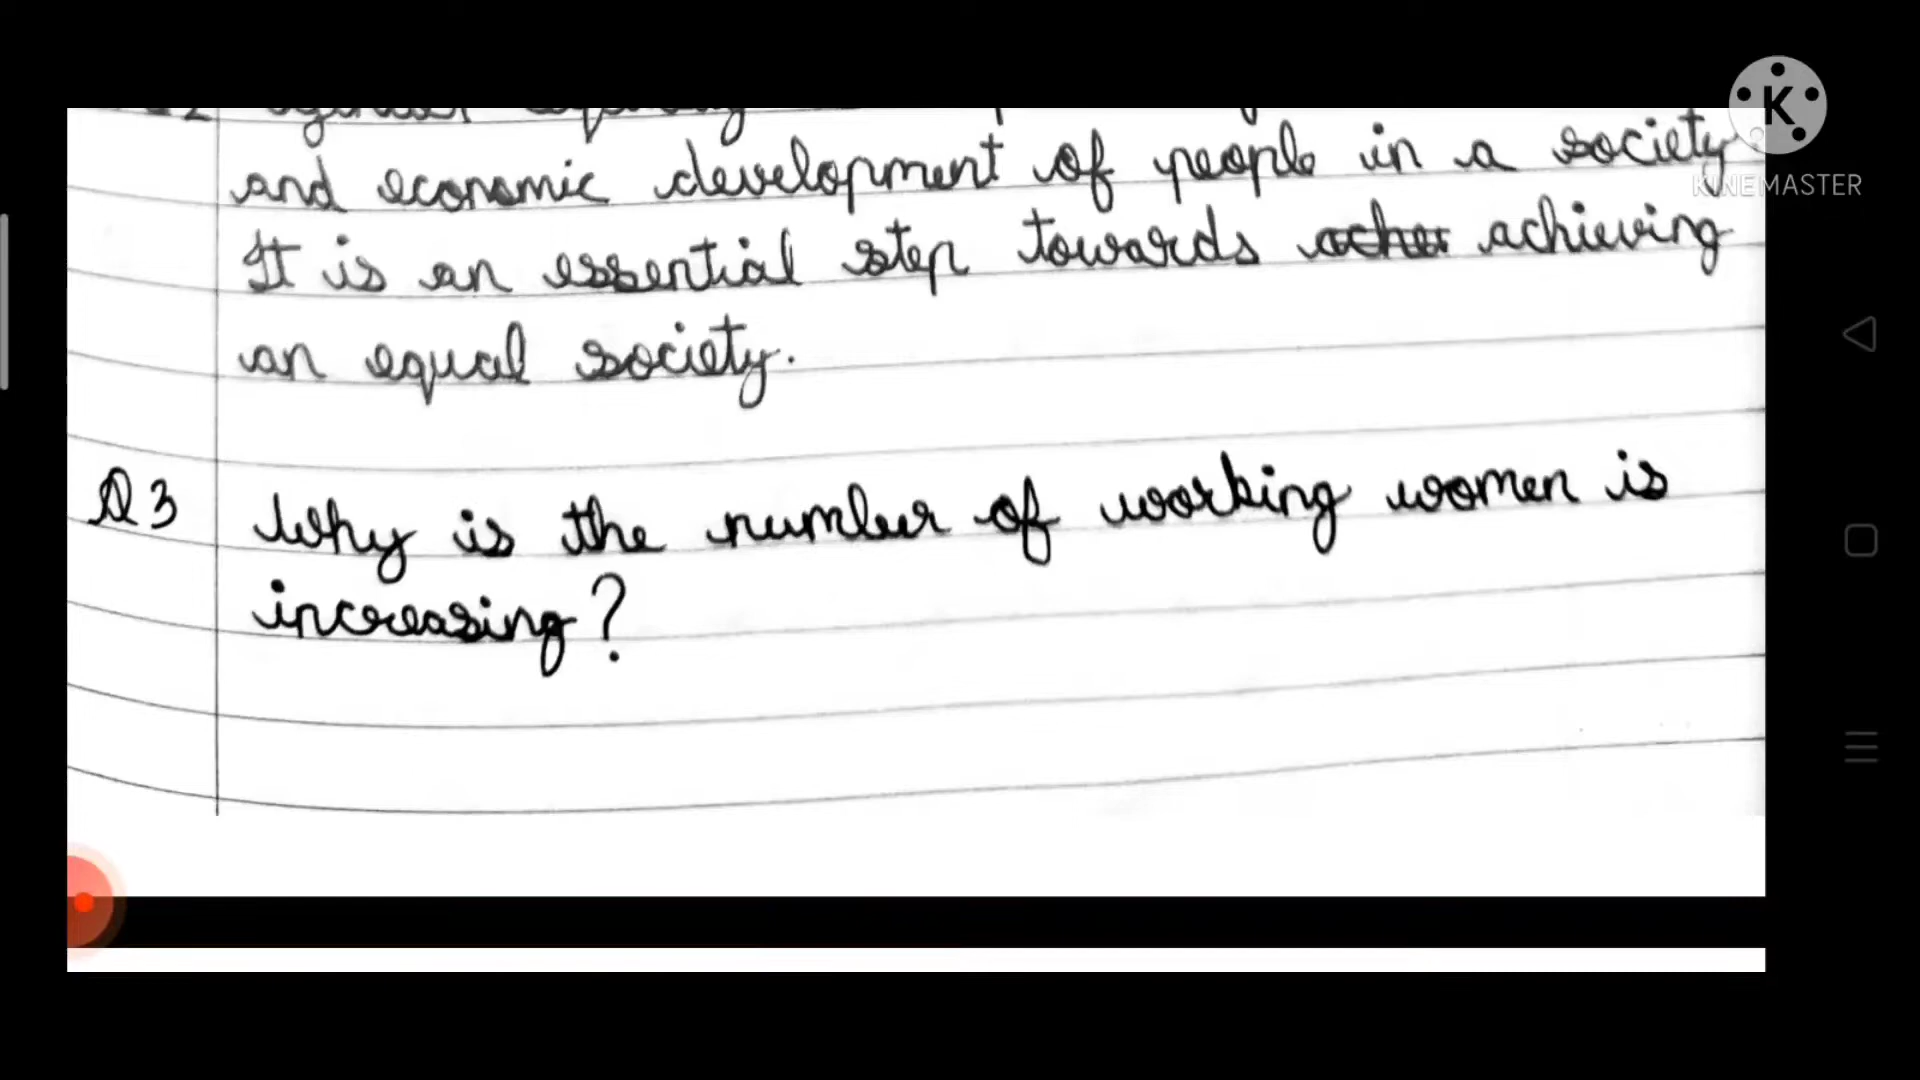 and economic development of people in a society.
It is an essential step towards achieving
an equal society.
Q3 Why is the number of working women is
increasing?
K
KINEMASTER